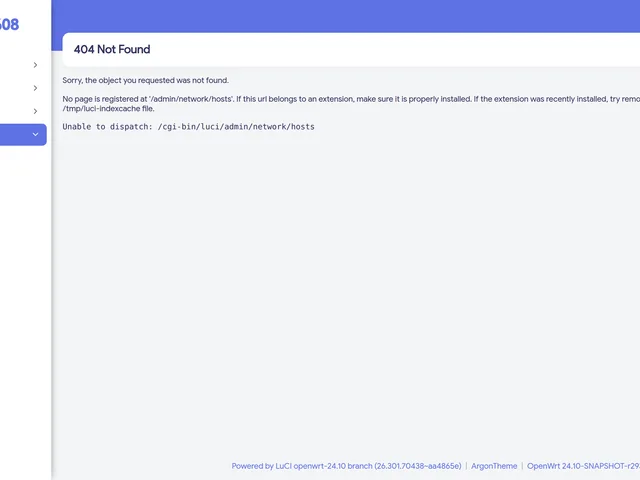 608
404 Not Found
Sorry, the object you requested was not found.
No page is registered at '/admin/network/hosts'. If this url belongs to an extension, make sure it is properly installed. If the extension was recently installed, try remo
/tmp/luci-indexcache file.
Unable to dispatch: /cgi-bin/luci/admin/network/hosts
Powered by LuCI openwrt-24.10 branch (26.301.70438~aa4865e) | ArgonTheme | OpenWrt 24.10-SNAPSHOT-r29